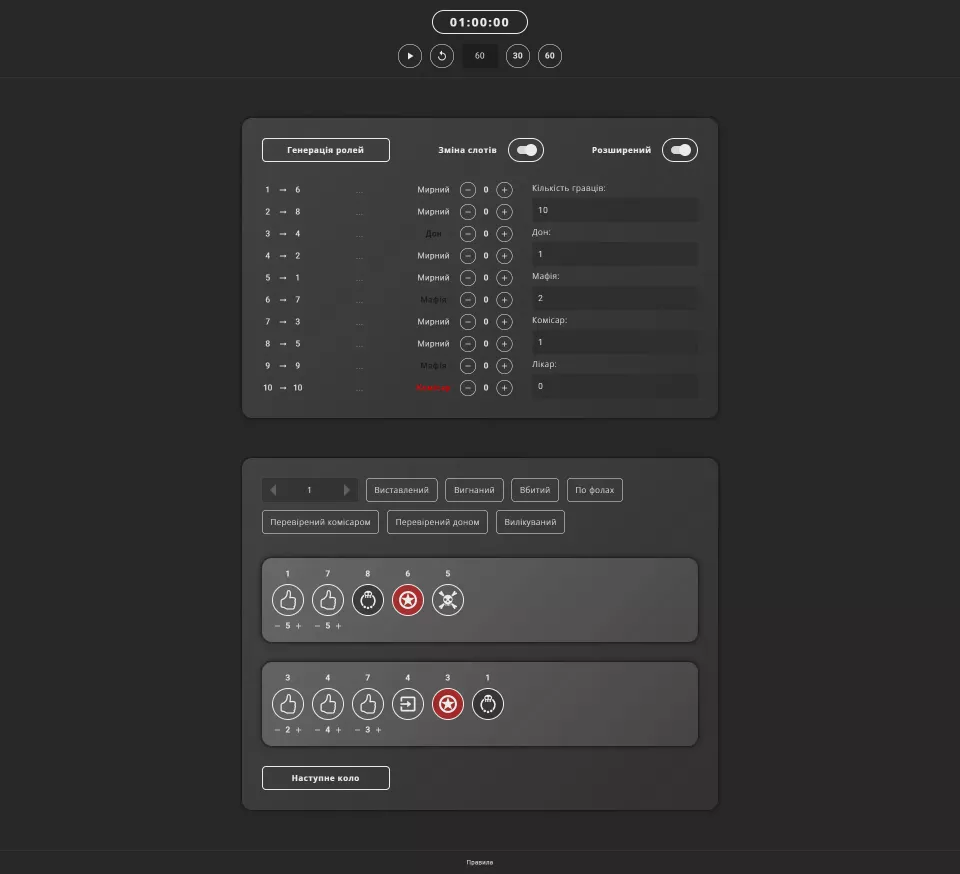 01:00:00
60 30 60
Генерація ролей Зміна слотів Розширений
1 → 6 ... Мирний − 0 +
2 → 8 ... Мирний − 0 +
3 → 4 ... Дон − 0 +
4 → 2 ... Мирний − 0 +
5 → 1 ... Мирний − 0 +
6 → 7 ... Мафія − 0 +
7 → 3 ... Мирний − 0 +
8 → 5 ... Мирний − 0 +
9 → 9 ... Мафія − 0 +
10 → 10 ... Комісар − 0 +
Кількість гравців:
10
Дон:
1
Мафія:
2
Комісар:
1
Лікар:
0
1 Виставлений Вигнаний Вбитий По фолах
Перевірений комісаром Перевірений доном Вилікуваний
1 7 8 6 5
− 5 + − 5 +
3 4 7 4 3 1
− 2 + − 4 + − 3 +
Наступне коло
Правила